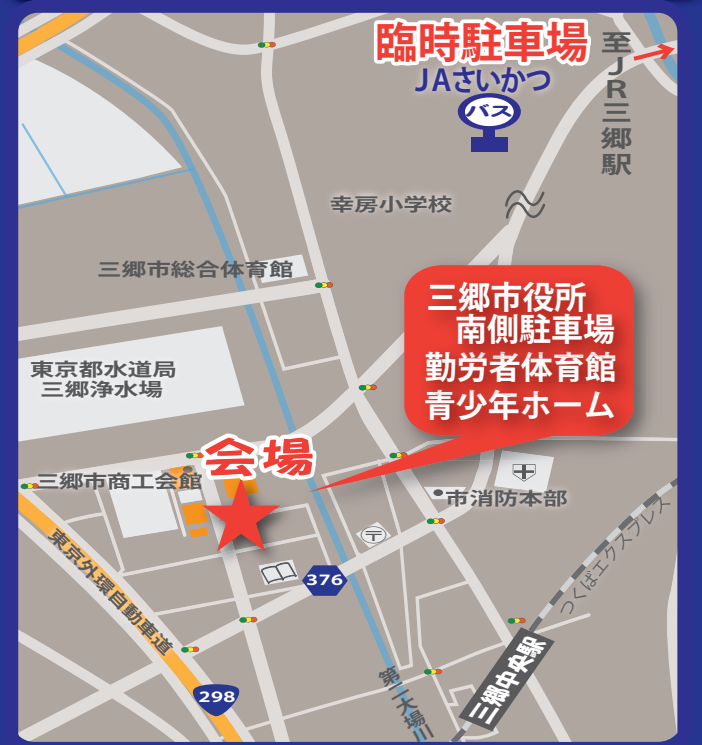 臨時駐車場
JAさいかつ
バス
至JR三郷駅
幸房小学校
三郷市総合体育館
三郷市役所
南側駐車場
勤労者体育館
青少年ホーム
東京都水道局
三郷浄水場
会場
三郷市商工会館
市消防本部
〒
376
東京外環自動車道
つくばエクスプレス
三郷中央駅
第二大場川
298